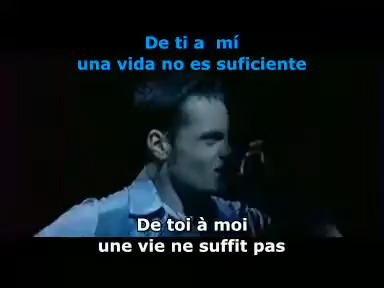 De ti a mí
una vida no es suficiente
De toi à moi
une vie ne suffit pas